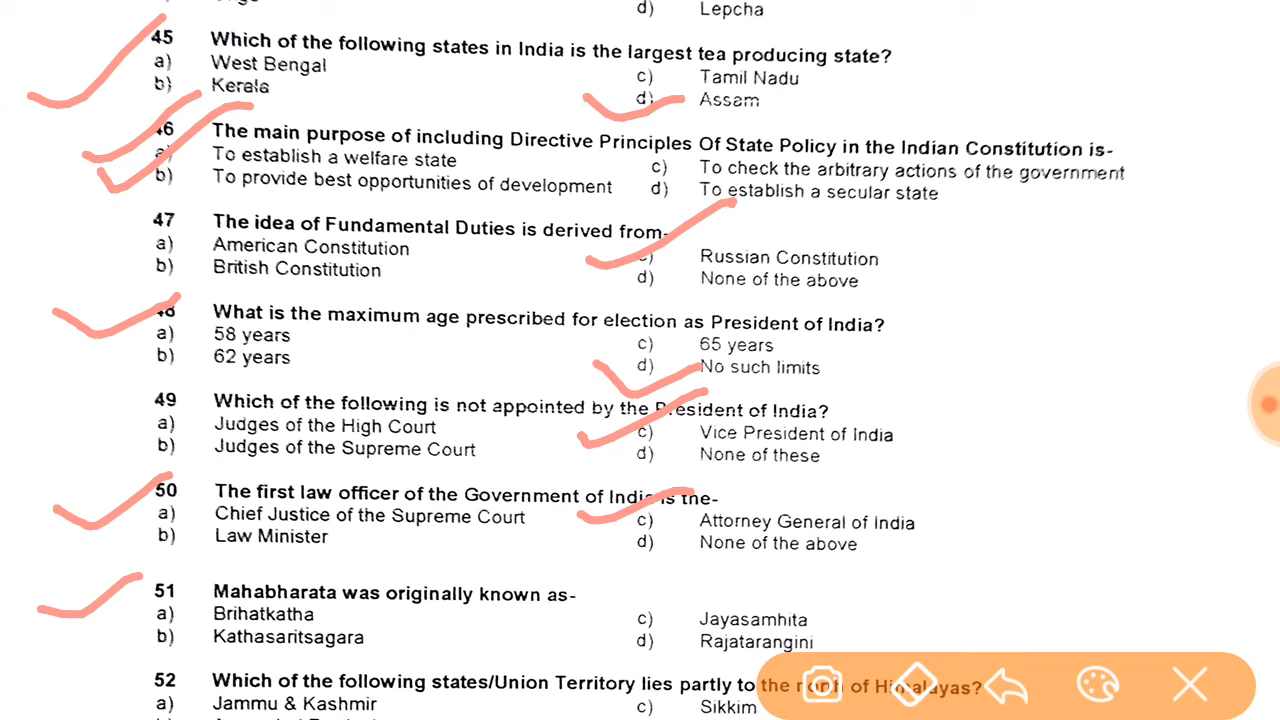 d) Lepcha
45 Which of the following states in India is the largest tea producing state?
a) West Bengal c) Tamil Nadu
b) Kerala d) Assam
46 The main purpose of including Directive Principles Of State Policy in the Indian Constitution is-
a) To establish a welfare state c) To check the arbitrary actions of the government
b) To provide best opportunities of development d) To establish a secular state
47 The idea of Fundamental Duties is derived from-
a) American Constitution c) Russian Constitution
b) British Constitution d) None of the above
48 What is the maximum age prescribed for election as President of India?
a) 58 years c) 65 years
b) 62 years d) No such limits
49 Which of the following is not appointed by the President of India?
a) Judges of the High Court c) Vice President of India
b) Judges of the Supreme Court d) None of these
50 The first law officer of the Government of India is the-
a) Chief Justice of the Supreme Court c) Attorney General of India
b) Law Minister d) None of the above
51 Mahabharata was originally known as-
a) Brihatkatha c) Jayasamhita
b) Kathasaritsagara d) Rajatarangini
52 Which of the following states/Union Territory lies partly to the north of Himalayas?
a) Jammu & Kashmir c) Sikkim